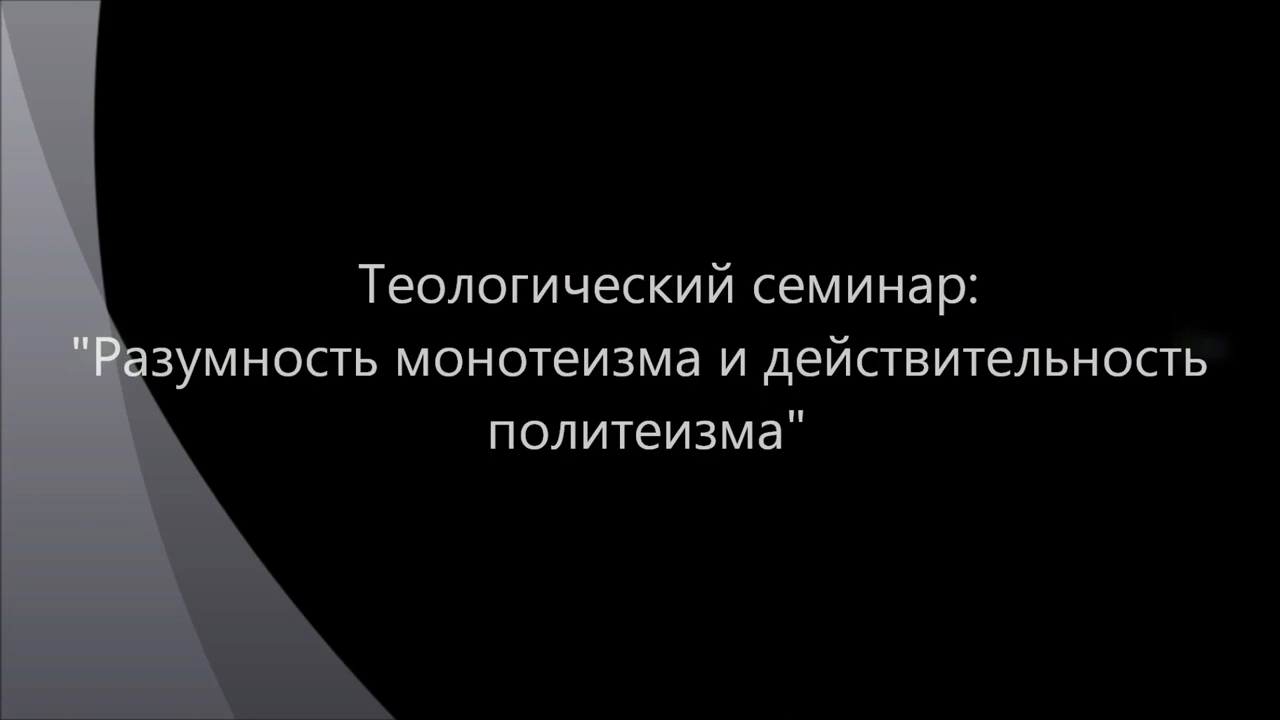 Теологический семинар:
"Разумность монотеизма и действительность
политеизма"